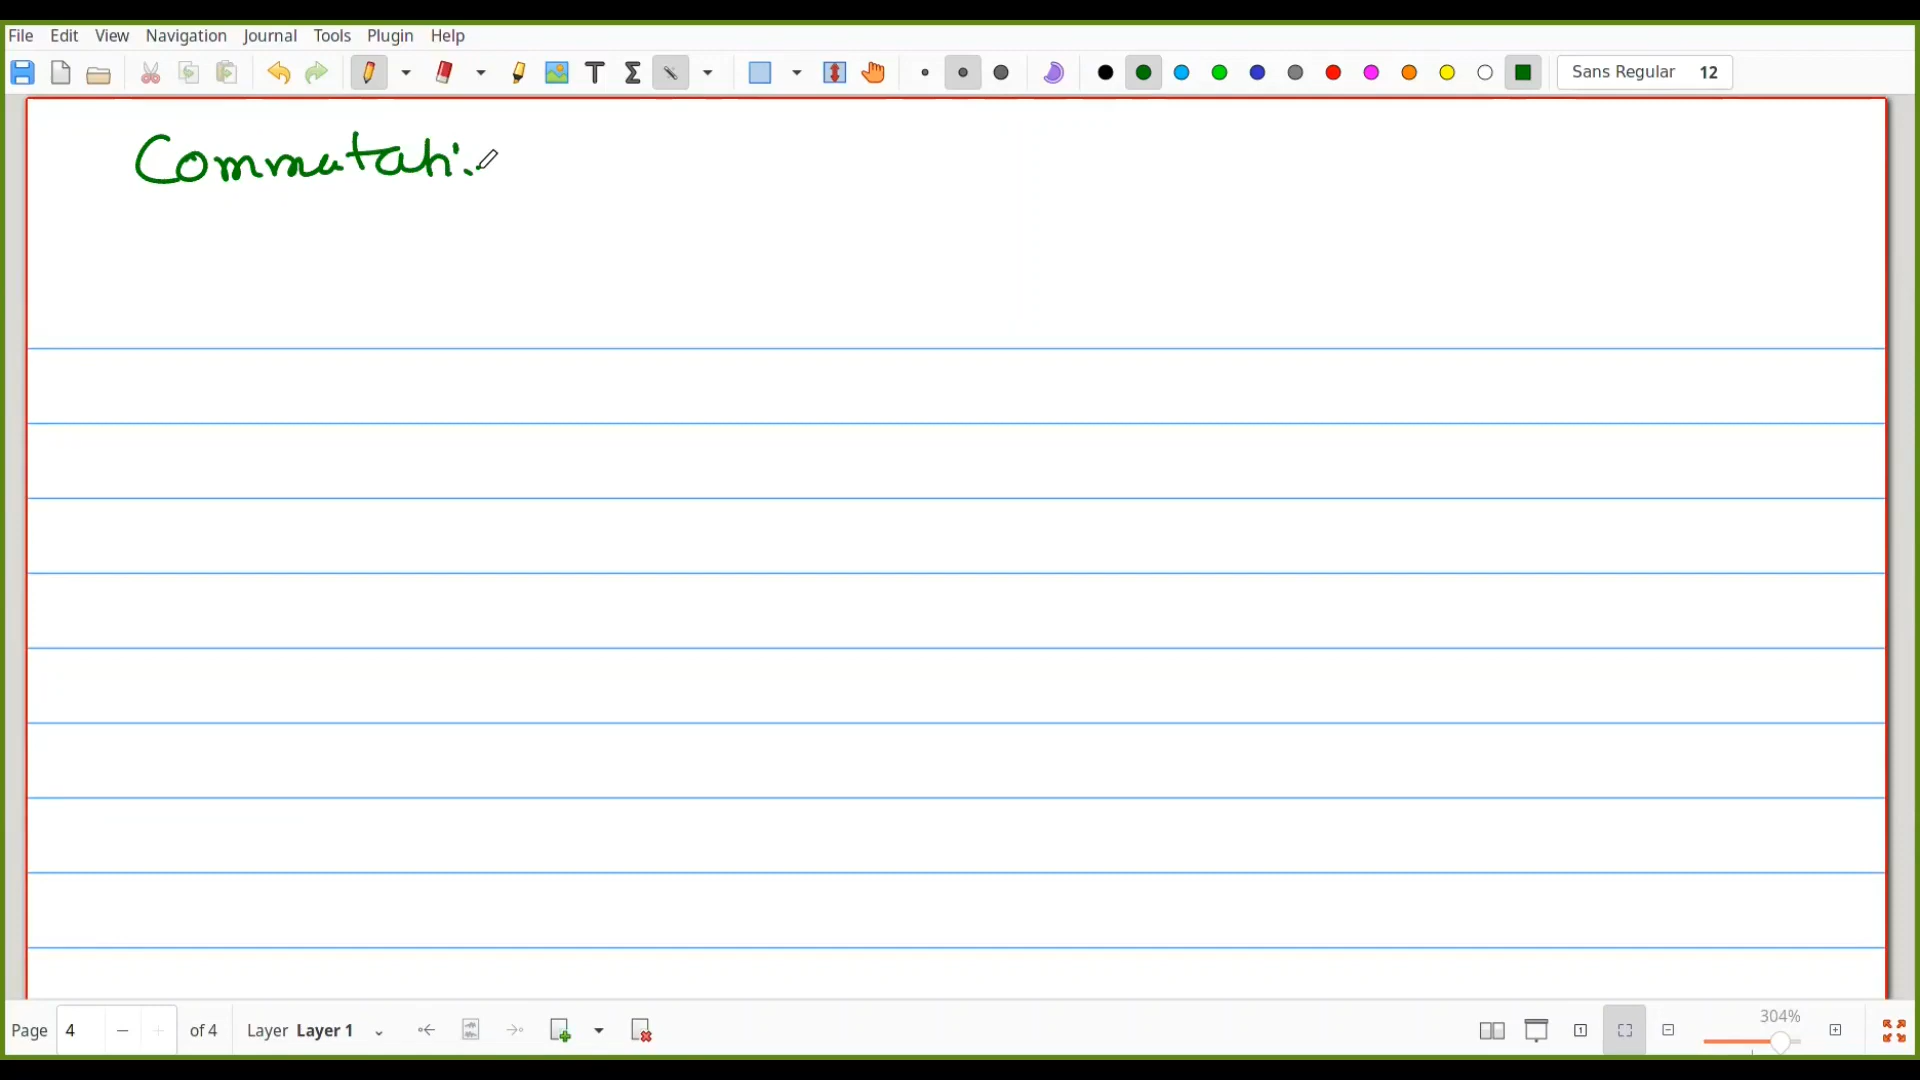 File Edit View Navigation Journal Tools Plugin Help
Sans Regular 12
Commutati
Page 4 of 4 Layer Layer 1 304%